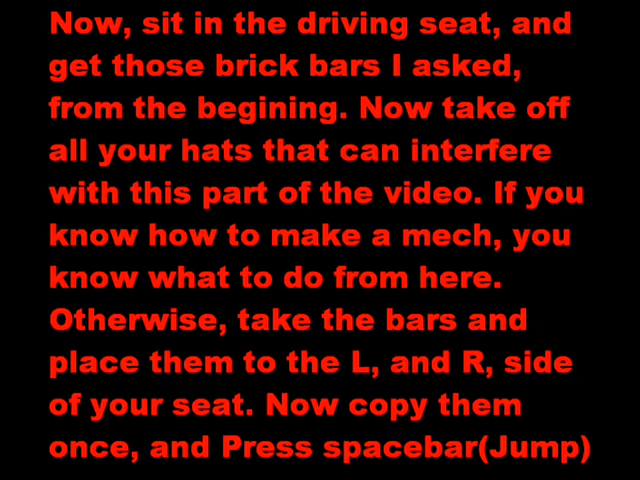 Now, sit in the driving seat, and
get those brick bars I asked,
from the begining. Now take off
all your hats that can interfere
with this part of the video. If you
know how to make a mech, you
know what to do from here.
Otherwise, take the bars and
place them to the L, and R, side
of your seat. Now copy them
once, and Press spacebar(Jump)